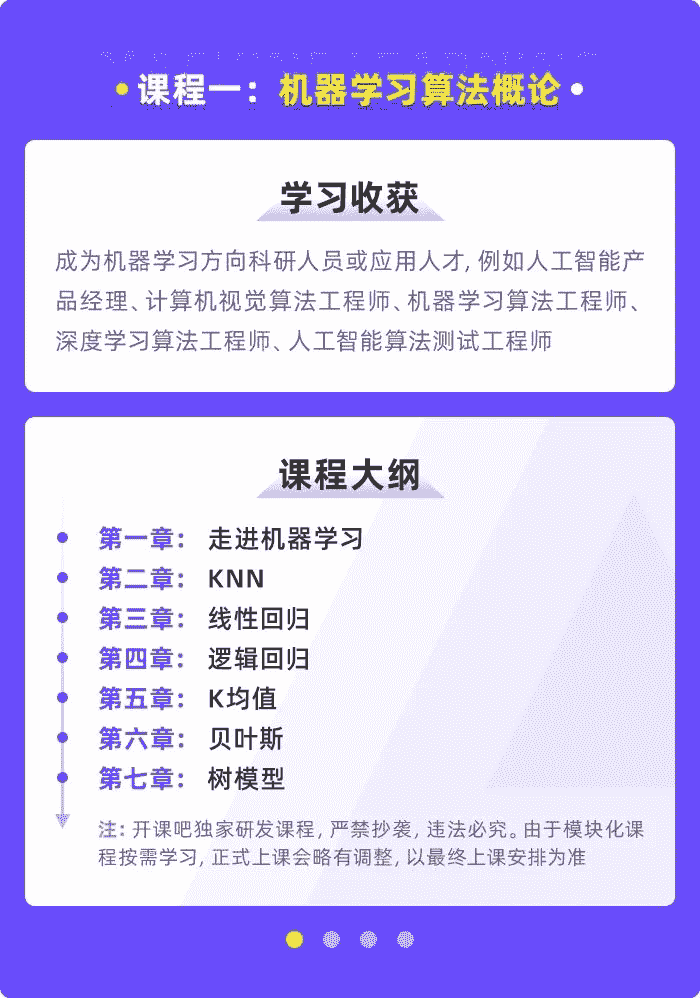 课程一：机器学习算法概论
学习收获
成为机器学习方向科研人员或应用人才, 例如人工智能产
品经理、计算机视觉算法工程师、机器学习算法工程师、
深度学习算法工程师、人工智能算法测试工程师
课程大纲
第一章： 走进机器学习
第二章： KNN
第三章： 线性回归
第四章： 逻辑回归
第五章： K均值
第六章： 贝叶斯
第七章： 树模型
注: 开课吧独家研发课程, 严禁抄袭, 违法必究。由于模块化课
程按需学习, 正式上课会略有调整, 以最终上课安排为准